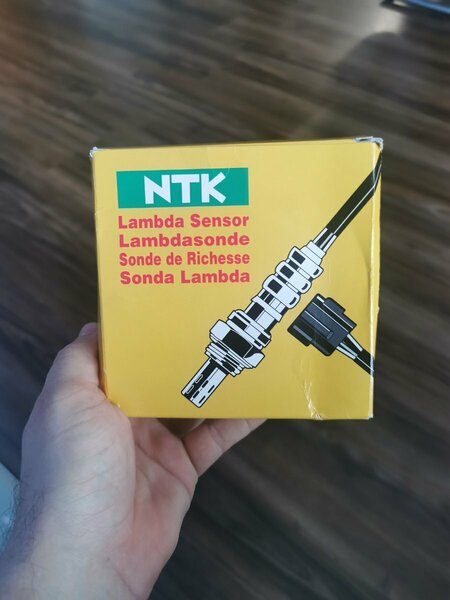 NTK
Lambda Sensor
Lambdasonde
Sonde de Richesse
Sonda Lambda